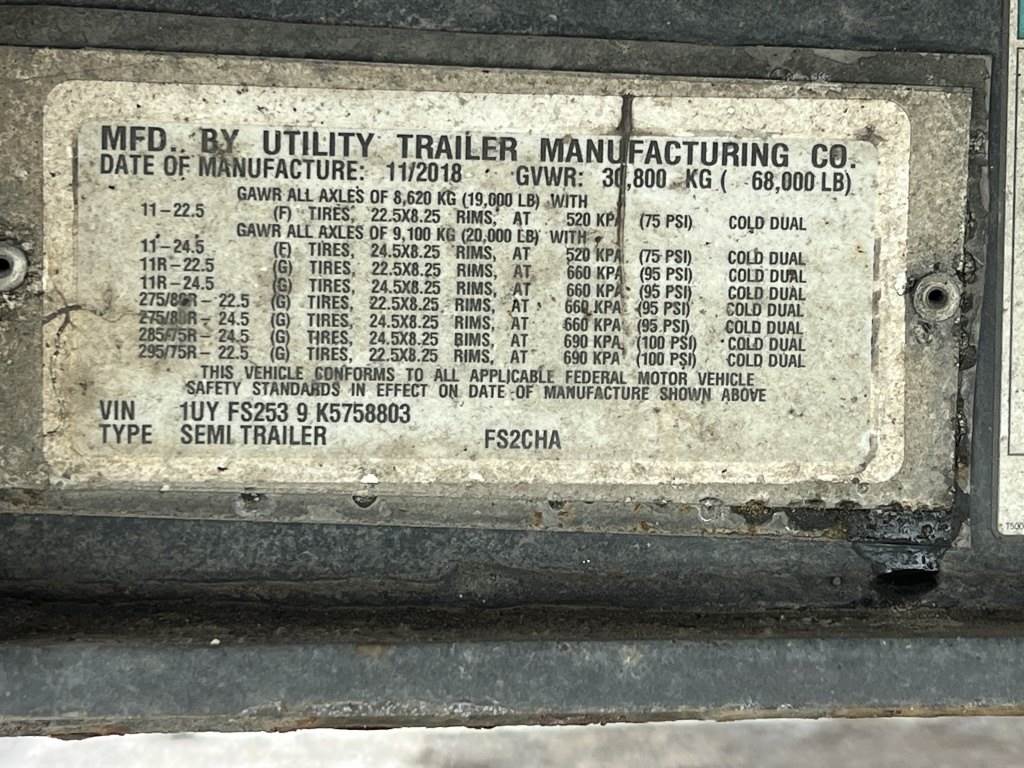 MFD. BY UTILITY TRAILER MANUFACTURING CO.
DATE OF MANUFACTURE: 11/2018 GVWR: 30,800 KG ( 68,000 LB)
GAWR ALL AXLES OF 8,620 KG (19,000 LB) WITH
11-22.5 (F) TIRES, 22.5X8.25 RIMS, AT 520 KPA (75 PSI) COLD DUAL
GAWR ALL AXLES OF 9,100 KG (20,000 LB) WITH
11-24.5 (F) TIRES, 24.5X8.25 RIMS, AT 520 KPA (75 PSI) COLD DUAL
11R-22.5 (G) TIRES, 22.5X8.25 RIMS, AT 660 KPA (95 PSI) COLD DUAL
11R-24.5 (G) TIRES, 24.5X8.25 RIMS, AT 660 KPA (95 PSI) COLD DUAL
275/80R-22.5 (G) TIRES, 22.5X8.25 RIMS, AT 660 KPA (95 PSI) COLD DUAL
275/80R-24.5 (G) TIRES, 24.5X8.25 RIMS, AT 660 KPA (95 PSI) COLD DUAL
285/75R-24.5 (G) TIRES, 24.5X8.25 RIMS, AT 690 KPA (100 PSI) COLD DUAL
295/75R-22.5 (G) TIRES, 22.5X8.25 RIMS, AT 690 KPA (100 PSI) COLD DUAL
THIS VEHICLE CONFORMS TO ALL APPLICABLE FEDERAL MOTOR VEHICLE
SAFETY STANDARDS IN EFFECT ON DATE OF MANUFACTURE SHOWN ABOVE
VIN 1UY FS253 9 K5758803
TYPE SEMI TRAILER FS2CHA